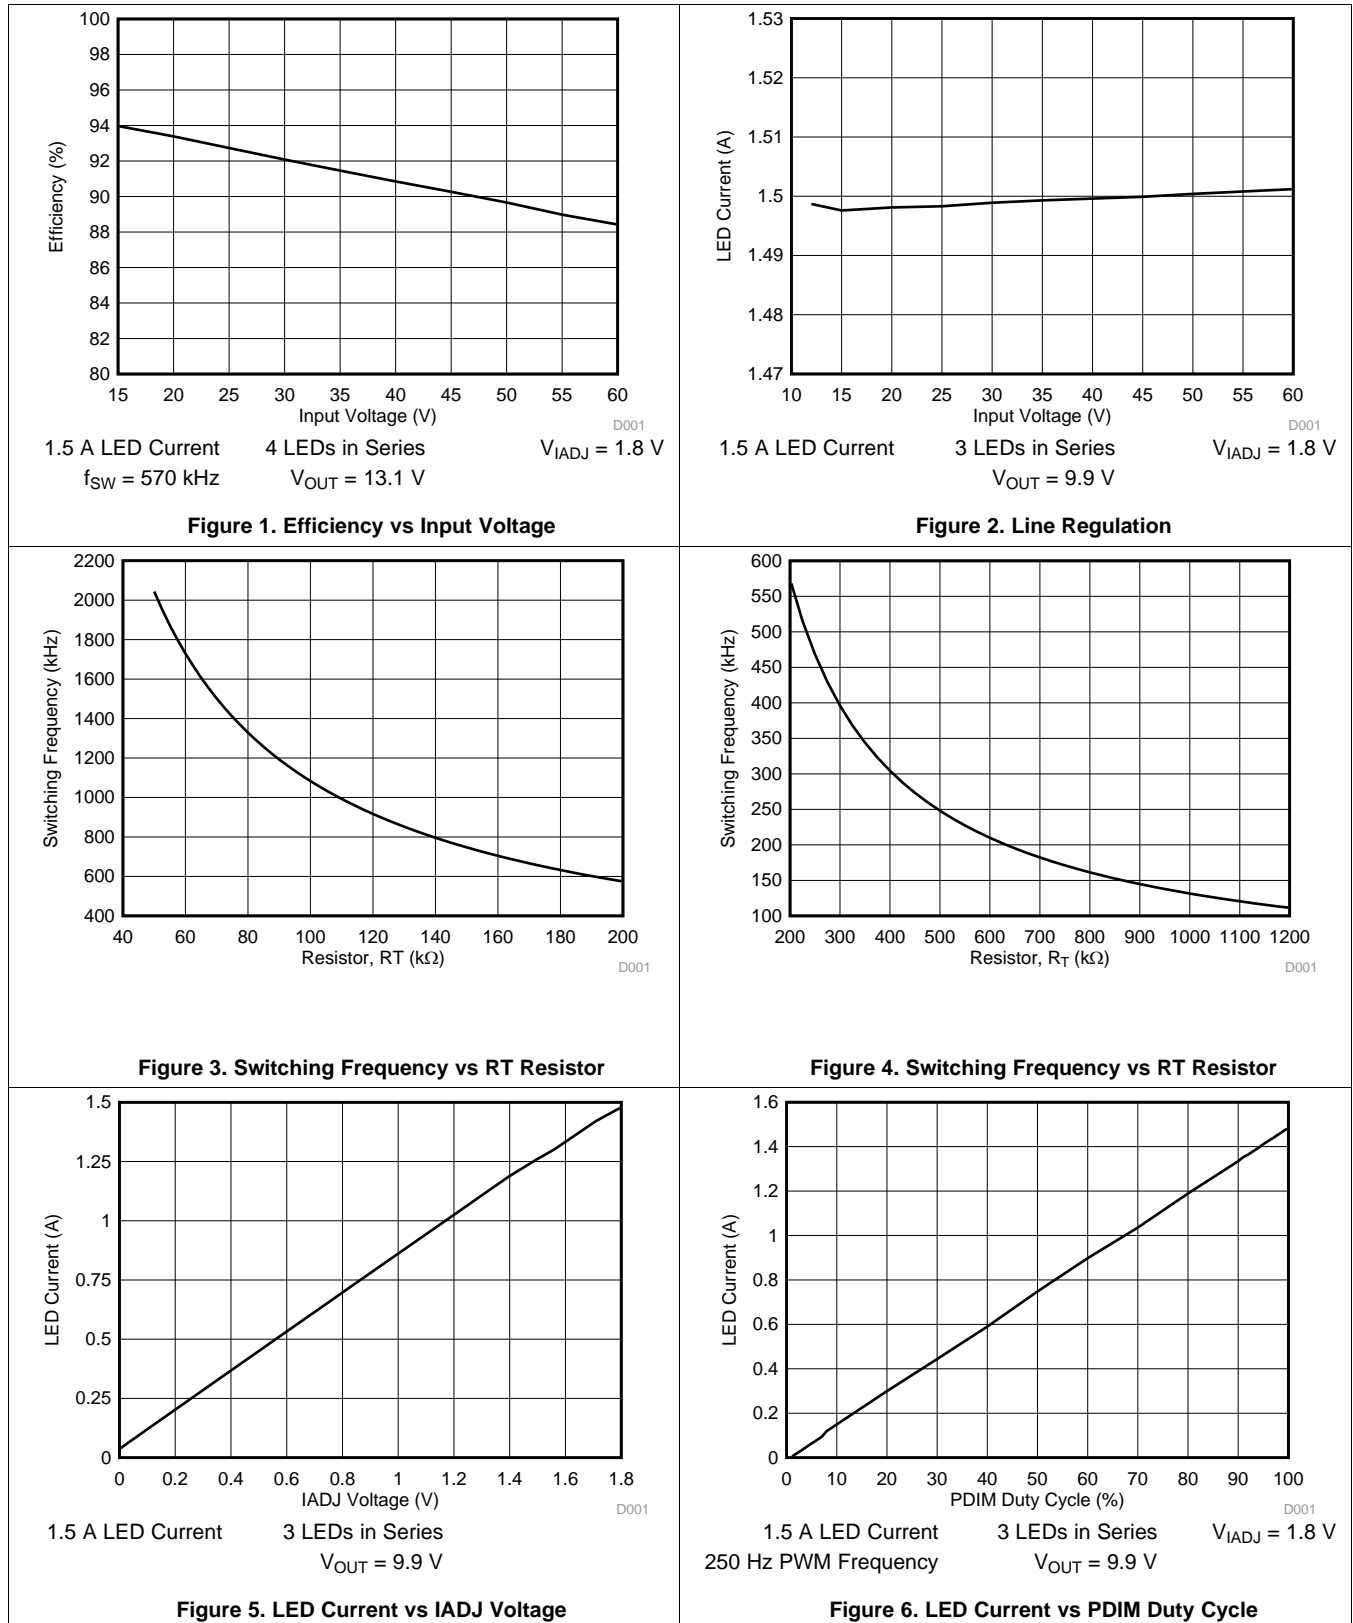 100
98
96
94
92
90
88
86
84
82
80
Efficiency (%)
15 20 25 30 35 40 45 50 55 60
Input Voltage (V)
D001
1.5 A LED Current 4 LEDs in Series VIADJ = 1.8 V
fSW = 570 kHz VOUT = 13.1 V
Figure 1. Efficiency vs Input Voltage
1.53
1.52
1.51
1.5
1.49
1.48
1.47
LED Current (A)
10 15 20 25 30 35 40 45 50 55 60
Input Voltage (V)
D001
1.5 A LED Current 3 LEDs in Series VIADJ = 1.8 V
VOUT = 9.9 V
Figure 2. Line Regulation
2200
2000
1800
1600
1400
1200
1000
800
600
400
Switching Frequency (kHz)
40 60 80 100 120 140 160 180 200
Resistor, RT (kΩ)
D001
Figure 3. Switching Frequency vs RT Resistor
600
550
500
450
400
350
300
250
200
150
100
Switching Frequency (kHz)
200 300 400 500 600 700 800 900 1000 1100 1200
Resistor, RT (kΩ)
D001
Figure 4. Switching Frequency vs RT Resistor
1.5
1.25
1
0.75
0.5
0.25
0
LED Current (A)
0 0.2 0.4 0.6 0.8 1 1.2 1.4 1.6 1.8
IADJ Voltage (V)
D001
1.5 A LED Current 3 LEDs in Series
VOUT = 9.9 V
Figure 5. LED Current vs IADJ Voltage
1.6
1.4
1.2
1
0.8
0.6
0.4
0.2
0
LED Current (A)
0 10 20 30 40 50 60 70 80 90 100
PDIM Duty Cycle (%)
D001
1.5 A LED Current 3 LEDs in Series VIADJ = 1.8 V
250 Hz PWM Frequency VOUT = 9.9 V
Figure 6. LED Current vs PDIM Duty Cycle